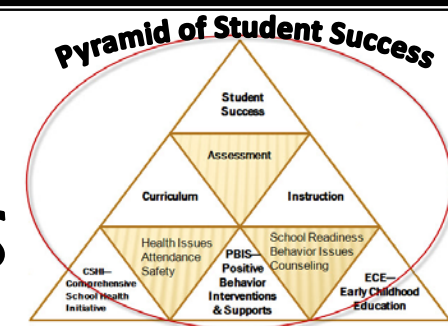 Pyramid of Student Success
Student
Success
Assessment
Curriculum
Instruction
Health Issues
Attendance
Safety
School Readiness
Behavior Issues
Counseling
CSHI—
Comprehensive
School Health
Initiative
PBIS—
Positive
Behavior
Interventions
& Supports
ECE—
Early Childhood
Education